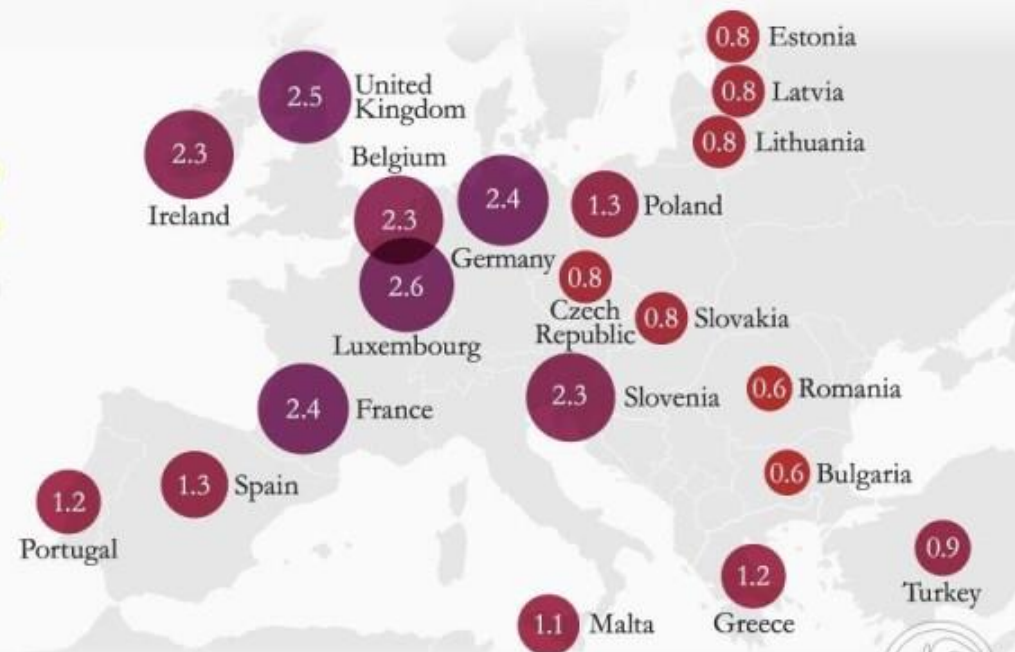 0.8 Estonia
2.5 United
Kingdom
0.8 Latvia
0.8 Lithuania
2.3
Ireland
Belgium
2.3
2.4
Germany
1.3 Poland
2.6
Luxembourg
0.8
Czech
Republic
0.8 Slovakia
2.4 France
2.3 Slovenia
0.6 Romania
1.2
Portugal
1.3 Spain
0.6 Bulgaria
0.9
Turkey
1.2
Greece
1.1 Malta